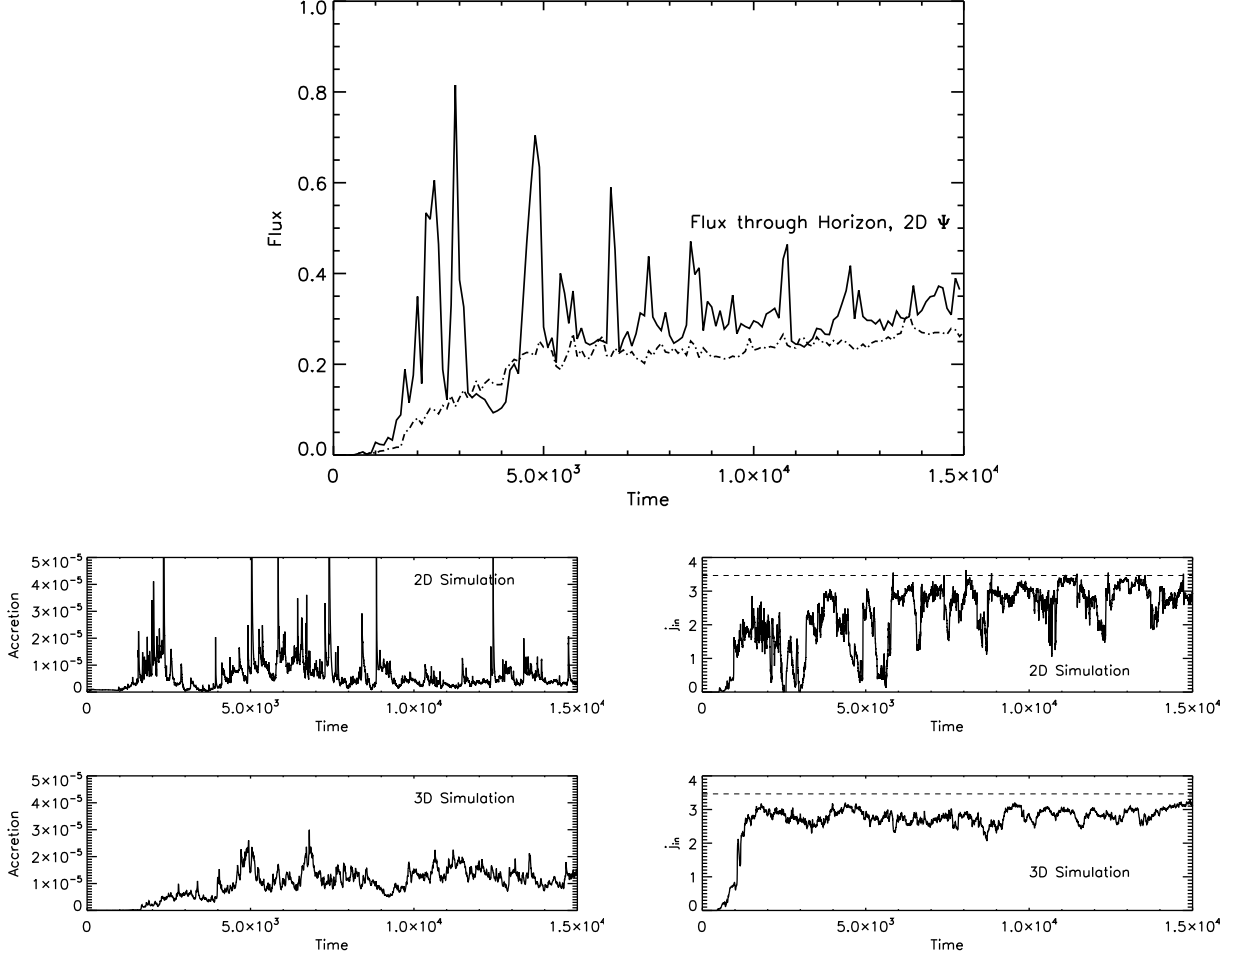 1.0
0.8
0.6
0.4
0.2
0.0
Flux
Flux through Horizon, 2D Ψ
0 5.0×10³ 1.0×10⁴ 1.5×10⁴
Time
5×10⁻⁵
4×10⁻⁵
3×10⁻⁵
2×10⁻⁵
1×10⁻⁵
0
Accretion
2D Simulation
0 5.0×10³ 1.0×10⁴ 1.5×10⁴
Time
4
3
2
1
0
j_in
2D Simulation
0 5.0×10³ 1.0×10⁴ 1.5×10⁴
Time
5×10⁻⁵
4×10⁻⁵
3×10⁻⁵
2×10⁻⁵
1×10⁻⁵
0
Accretion
3D Simulation
0 5.0×10³ 1.0×10⁴ 1.5×10⁴
Time
4
3
2
1
0
j_in
3D Simulation
0 5.0×10³ 1.0×10⁴ 1.5×10⁴
Time